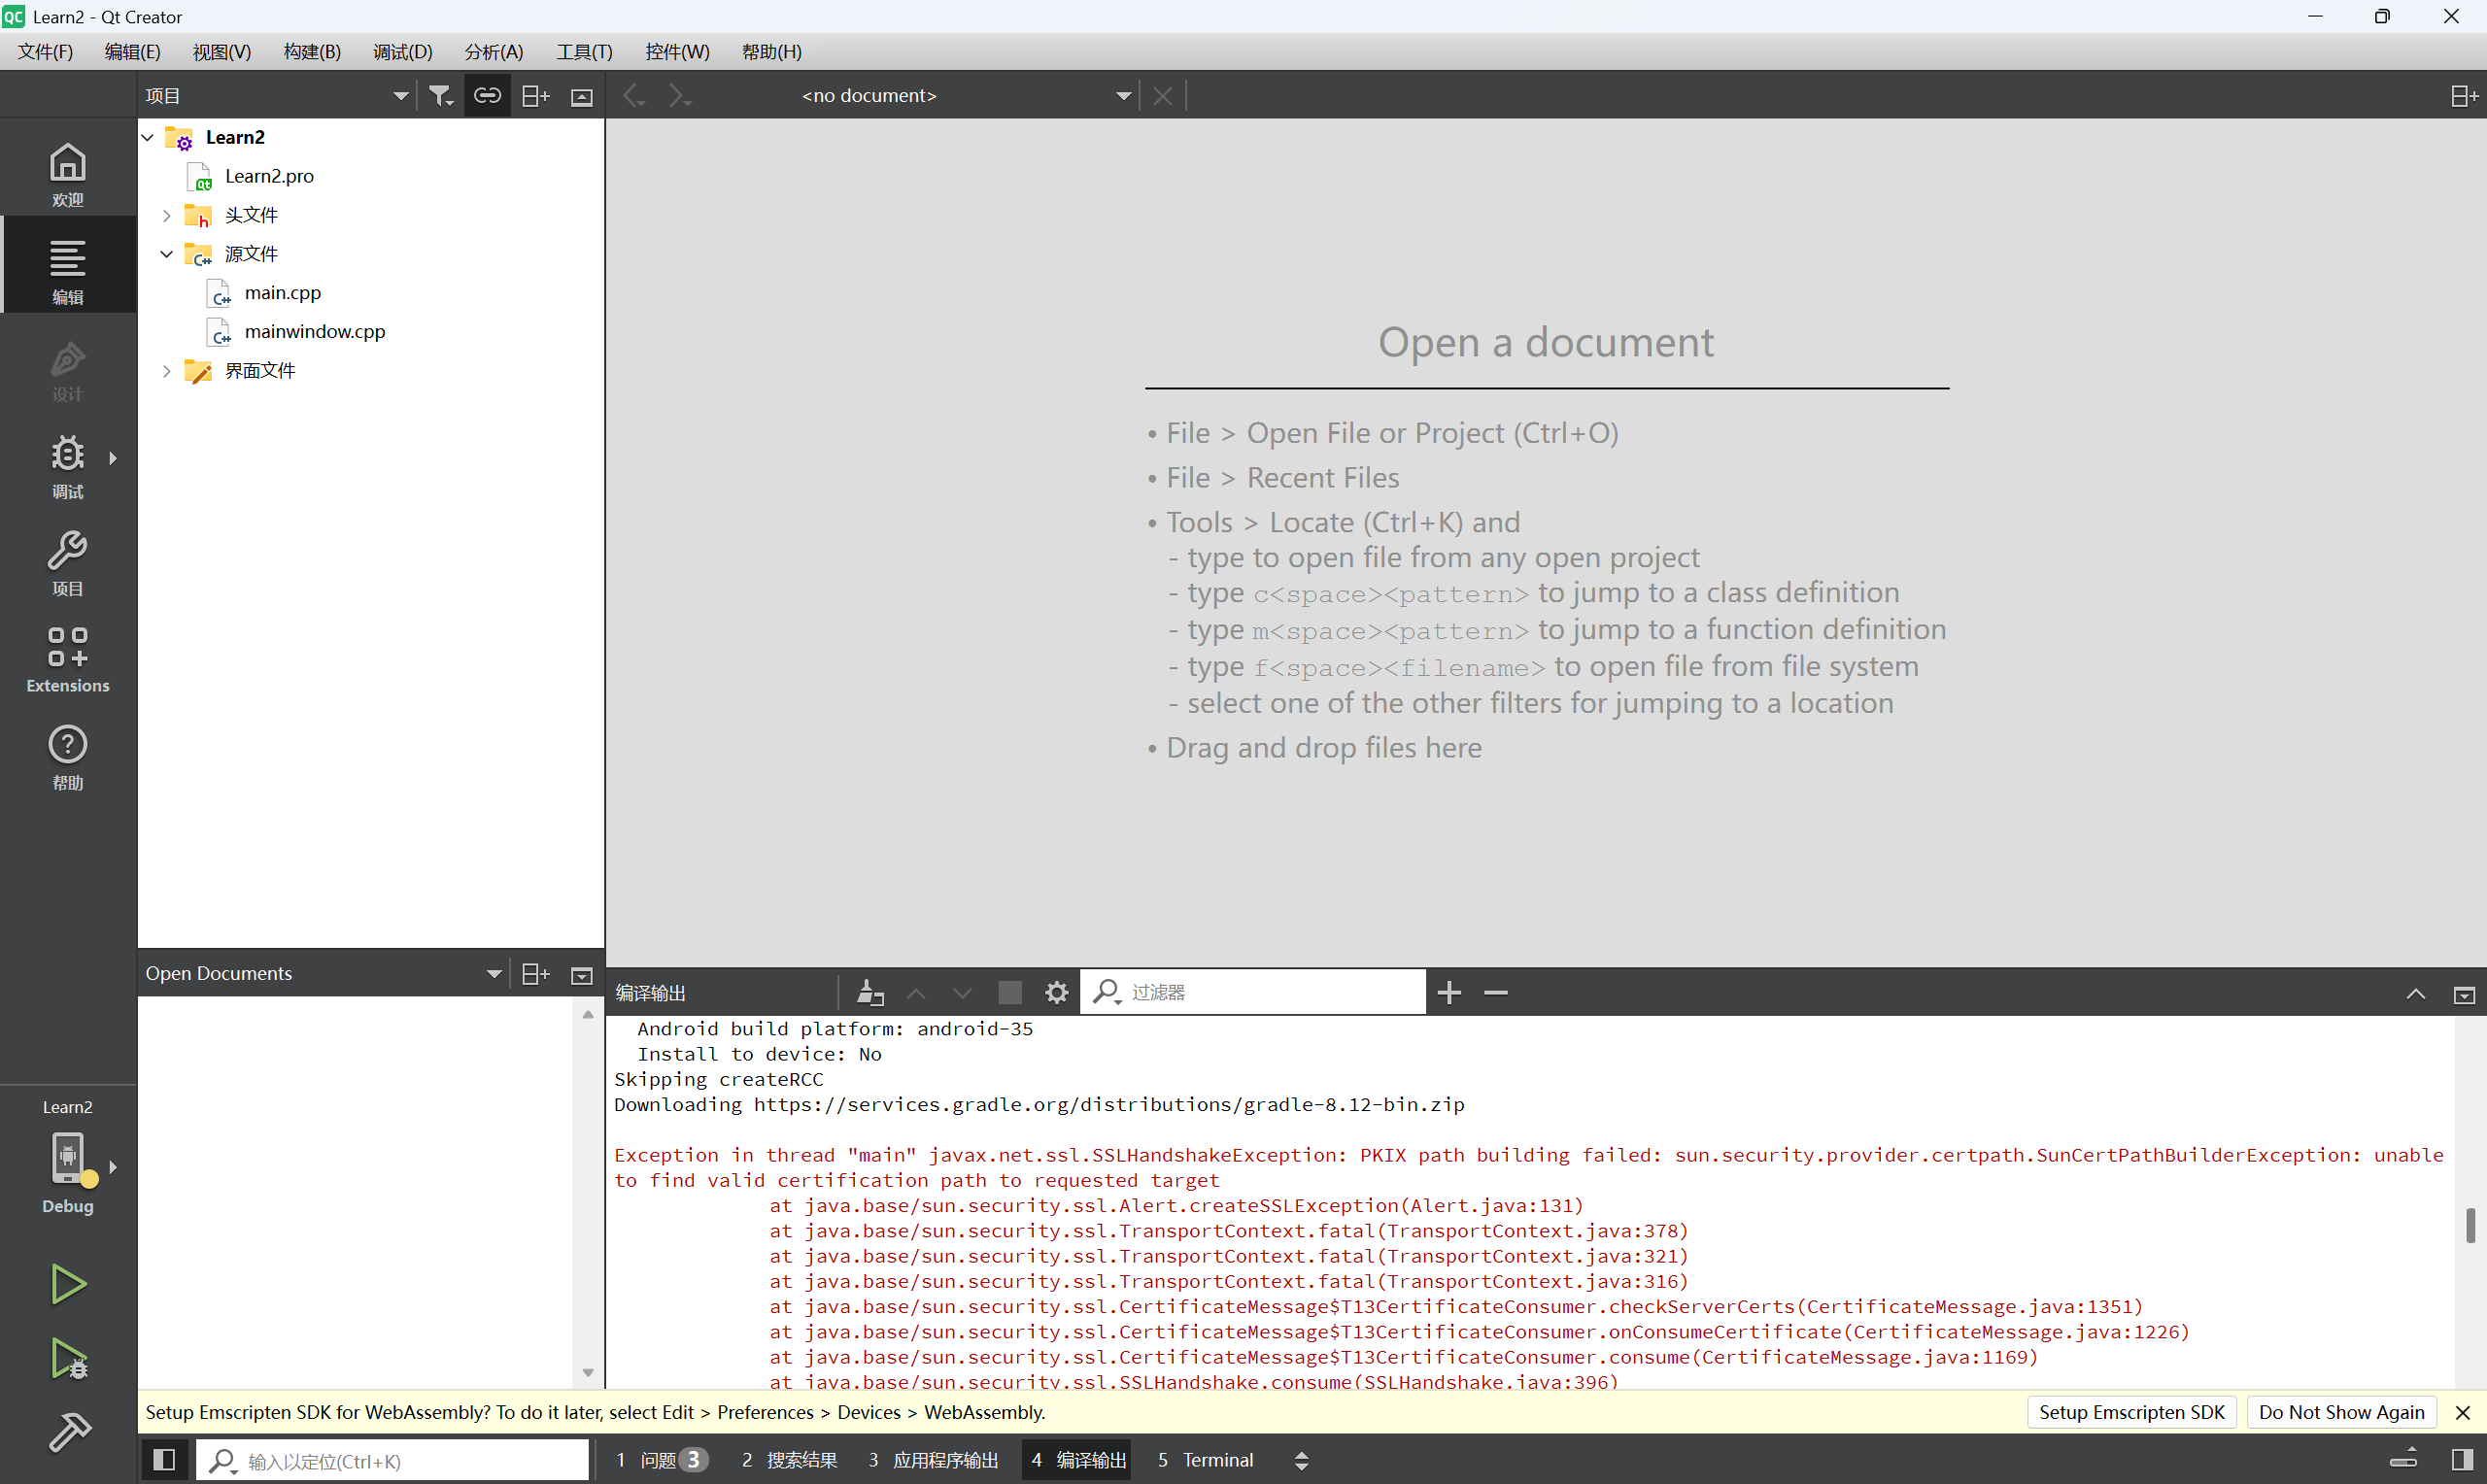 Learn2 - Qt Creator
文件(F) 编辑(E) 视图(V) 构建(B) 调试(D) 分析(A) 工具(T) 控件(W) 帮助(H)
项目
<no document>
欢迎
编辑
设计
调试
项目
Extensions
帮助
Learn2
Learn2.pro
头文件
源文件
main.cpp
mainwindow.cpp
界面文件
Open a document
• File > Open File or Project (Ctrl+O)
• File > Recent Files
• Tools > Locate (Ctrl+K) and
- type to open file from any open project
- type c<space><pattern> to jump to a class definition
- type m<space><pattern> to jump to a function definition
- type f<space><filename> to open file from file system
- select one of the other filters for jumping to a location
• Drag and drop files here
Open Documents
编译输出
过滤器
Android build platform: android-35
Install to device: No
Skipping createRCC
Downloading https://services.gradle.org/distributions/gradle-8.12-bin.zip
Exception in thread "main" javax.net.ssl.SSLHandshakeException: PKIX path building failed: sun.security.provider.certpath.SunCertPathBuilderException: unable
to find valid certification path to requested target
at java.base/sun.security.ssl.Alert.createSSLException(Alert.java:131)
at java.base/sun.security.ssl.TransportContext.fatal(TransportContext.java:378)
at java.base/sun.security.ssl.TransportContext.fatal(TransportContext.java:321)
at java.base/sun.security.ssl.TransportContext.fatal(TransportContext.java:316)
at java.base/sun.security.ssl.CertificateMessage$T13CertificateConsumer.checkServerCerts(CertificateMessage.java:1351)
at java.base/sun.security.ssl.CertificateMessage$T13CertificateConsumer.onConsumeCertificate(CertificateMessage.java:1226)
at java.base/sun.security.ssl.CertificateMessage$T13CertificateConsumer.consume(CertificateMessage.java:1169)
at java.base/sun.security.ssl.SSLHandshake.consume(SSLHandshake.java:396)
Learn2
Debug
Setup Emscripten SDK for WebAssembly? To do it later, select Edit > Preferences > Devices > WebAssembly.
Setup Emscripten SDK
Do Not Show Again
输入以定位(Ctrl+K)
1 问题 3 2 搜索结果 3 应用程序输出 4 编译输出 5 Terminal